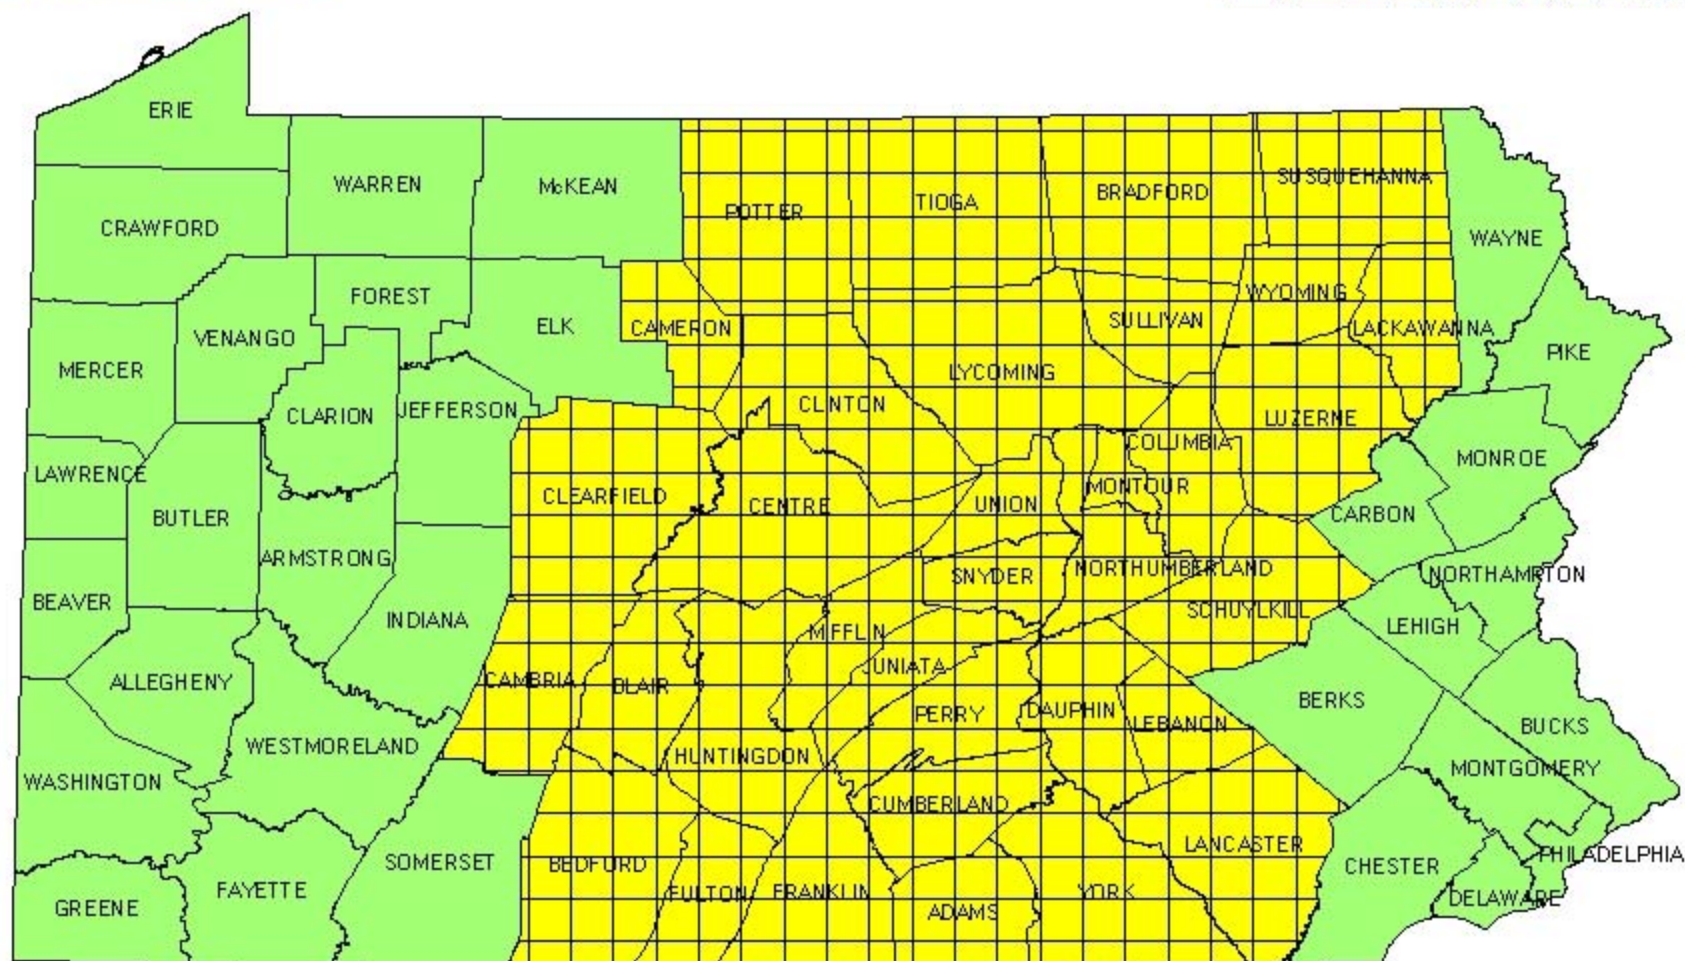 ERIE
WARREN
McKEAN
SUSQUEHANNA
BRADFORD
TIOGA
POTTER
CRAWFORD
WAYNE
FOREST
WYOMING
SULLIVAN
ELK
CAMERON
LACKAWANNA
VENANGO
PIKE
MERCER
LYCOMING
CLINTON
JEFFERSON
CLARION
LUZERNE
COLUMBIA
MONROE
LAWRENCE
MONTOUR
CLEARFIELD
CENTRE
UNION
CARBON
BUTLER
ARMSTRONG
NORTHUMBERLAND
SNYDER
NORTHAMPTON
BEAVER
SCHUYLKILL
INDIANA
LEHIGH
MIFFLIN
JUNIATA
CAMBRIA
ALLEGHENY
BLAIR
BERKS
DAUPHIN
PERRY
LEBANON
BUCKS
WESTMORELAND
HUNTINGDON
MONTGOMERY
WASHINGTON
CUMBERLAND
LANCASTER
PHILADELPHIA
SOMERSET
BEDFORD
CHESTER
FAYETTE
FULTON
FRANKLIN
YORK
DELAWARE
GREENE
ADAMS